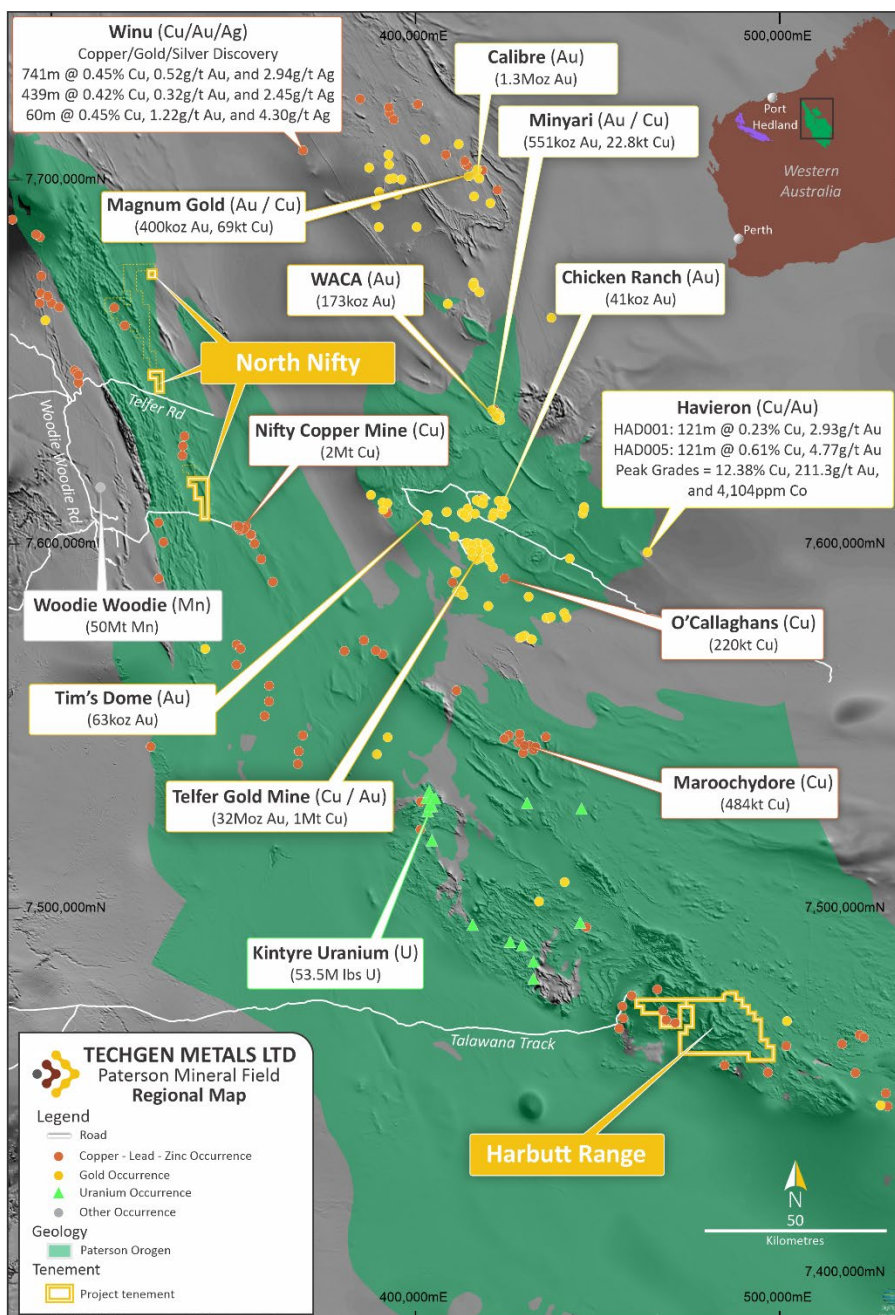 400,000mE
500,000mE
Winu (Cu/Au/Ag)
Copper/Gold/Silver Discovery
741m @ 0.45% Cu, 0.52g/t Au, and 2.94g/t Ag
439m @ 0.42% Cu, 0.32g/t Au, and 2.45g/t Ag
60m @ 0.45% Cu, 1.22g/t Au, and 4.30g/t Ag
Calibre (Au)
(1.3Moz Au)
Minyari (Au / Cu)
(551koz Au, 22.8kt Cu)
Port
Hedland
Western
Australia
Perth
7,700,000mN
Magnum Gold (Au / Cu)
(400koz Au, 69kt Cu)
WACA (Au)
(173koz Au)
Chicken Ranch (Au)
(41koz Au)
North Nifty
Telfer Rd
Woodie Woodie Rd
Nifty Copper Mine (Cu)
(2Mt Cu)
Havieron (Cu/Au)
HAD001: 121m @ 0.23% Cu, 2.93g/t Au
HAD005: 121m @ 0.61% Cu, 4.77g/t Au
Peak Grades = 12.38% Cu, 211.3g/t Au,
and 4,104ppm Co
7,600,000mN
7,600,000mN
Woodie Woodie (Mn)
(50Mt Mn)
O'Callaghans (Cu)
(220kt Cu)
Tim's Dome (Au)
(63koz Au)
Telfer Gold Mine (Cu / Au)
(32Moz Au, 1Mt Cu)
Maroochydore (Cu)
(484kt Cu)
7,500,000mN
7,500,000mN
Kintyre Uranium (U)
(53.5M lbs U)
Talawana Track
Harbutt Range
TECHGEN METALS LTD
Paterson Mineral Field
Regional Map
Legend
Road
Copper - Lead - Zinc Occurrence
Gold Occurrence
Uranium Occurrence
Other Occurrence
Geology
Paterson Orogen
Tenement
Project tenement
N
50
Kilometres
7,400,000mN
400,000mE
500,000mE